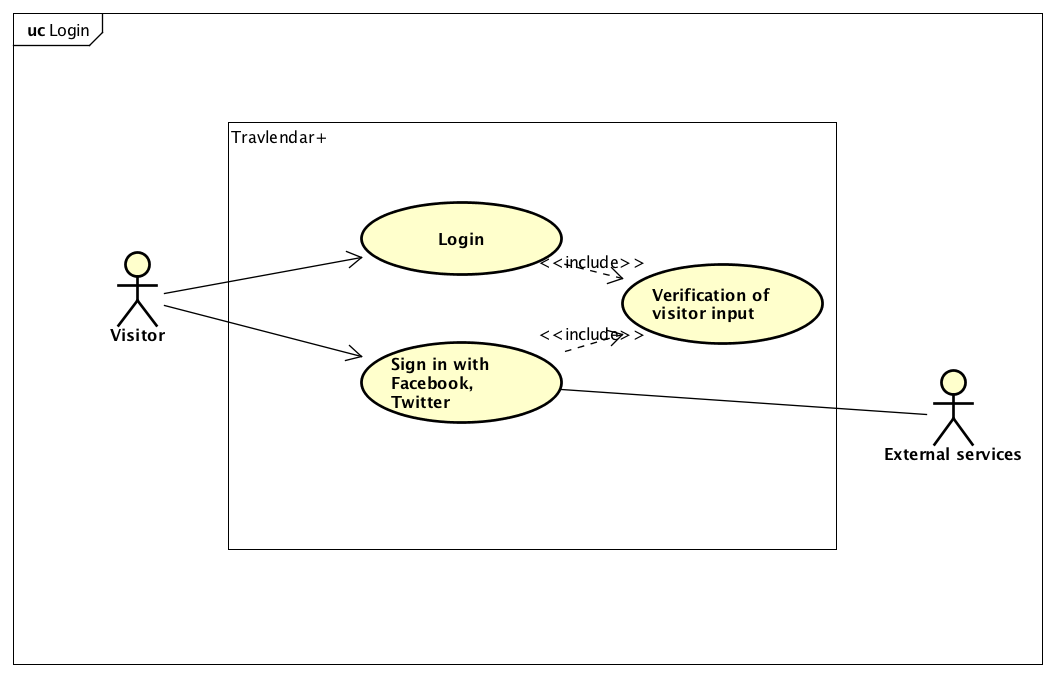 uc Login
Travlendar+
Login
<<include>>
Verification of
visitor input
Visitor
<<include>>
Sign in with
Facebook,
Twitter
External services